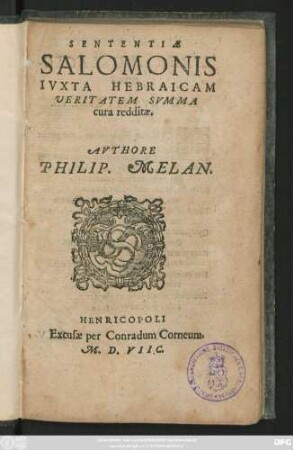 SENTENTIÆ
SALOMONIS
IVXTA HEBRAICAM
VERITATEM SVMMA
cura redditæ,
AVTHORE
PHILIP. MELAN.
HENRICOPOLI
Excusæ per Conradum Corneum.
M. D. VIIC.